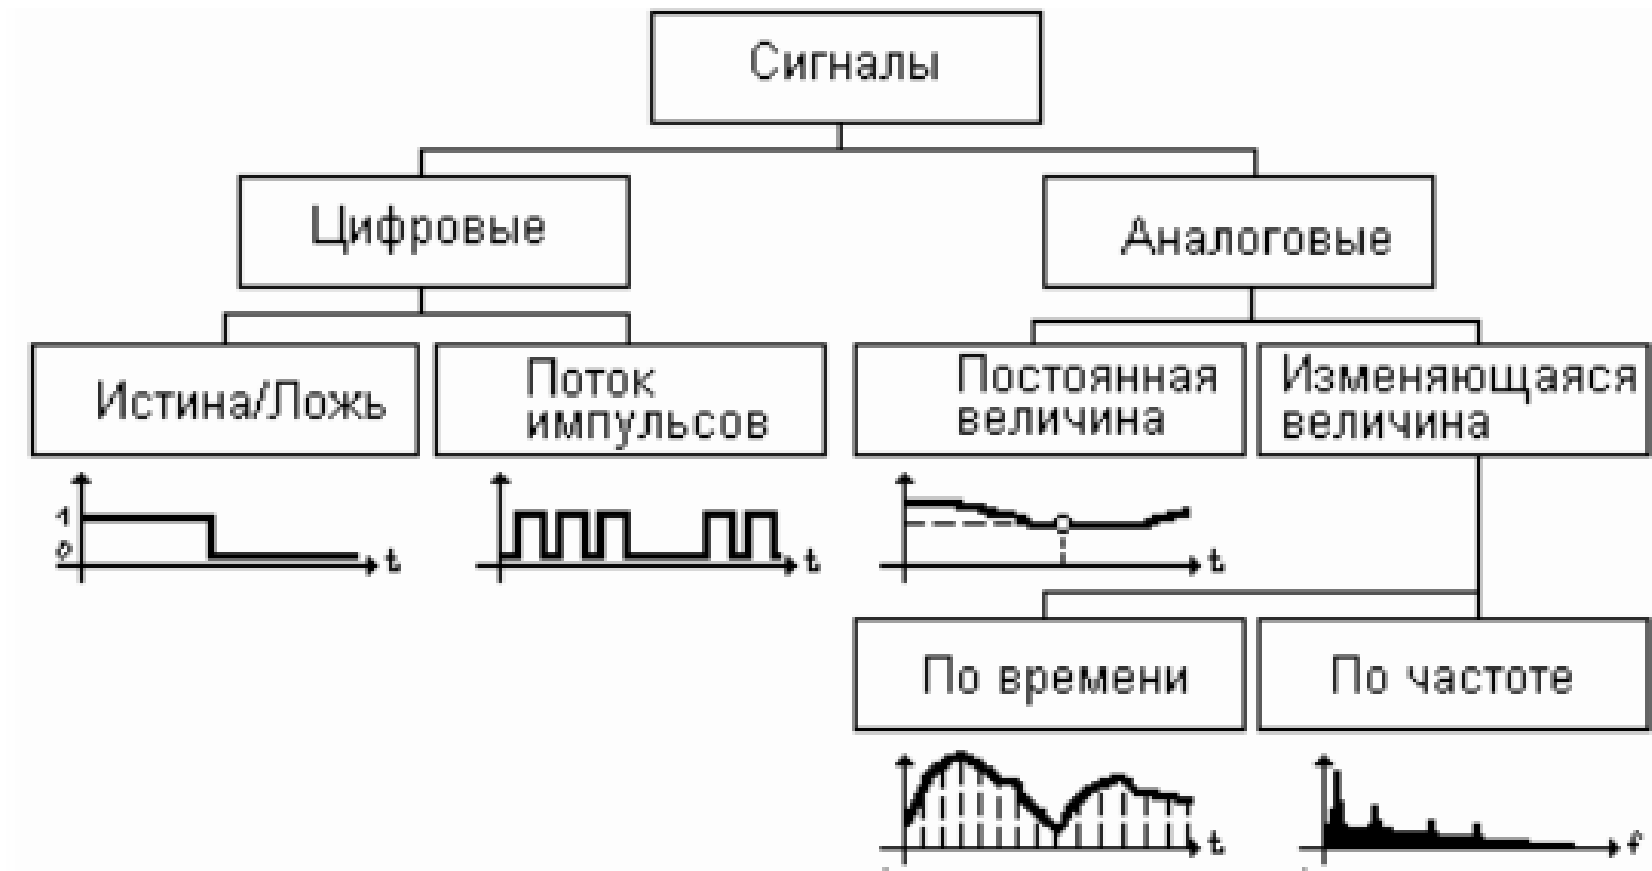 Сигналы
Цифровые
Аналоговые
Истина/Ложь
Поток
импульсов
Постоянная
величина
Изменяющаяся
величина
1
0
t
t
t
По времени
По частоте
t
f